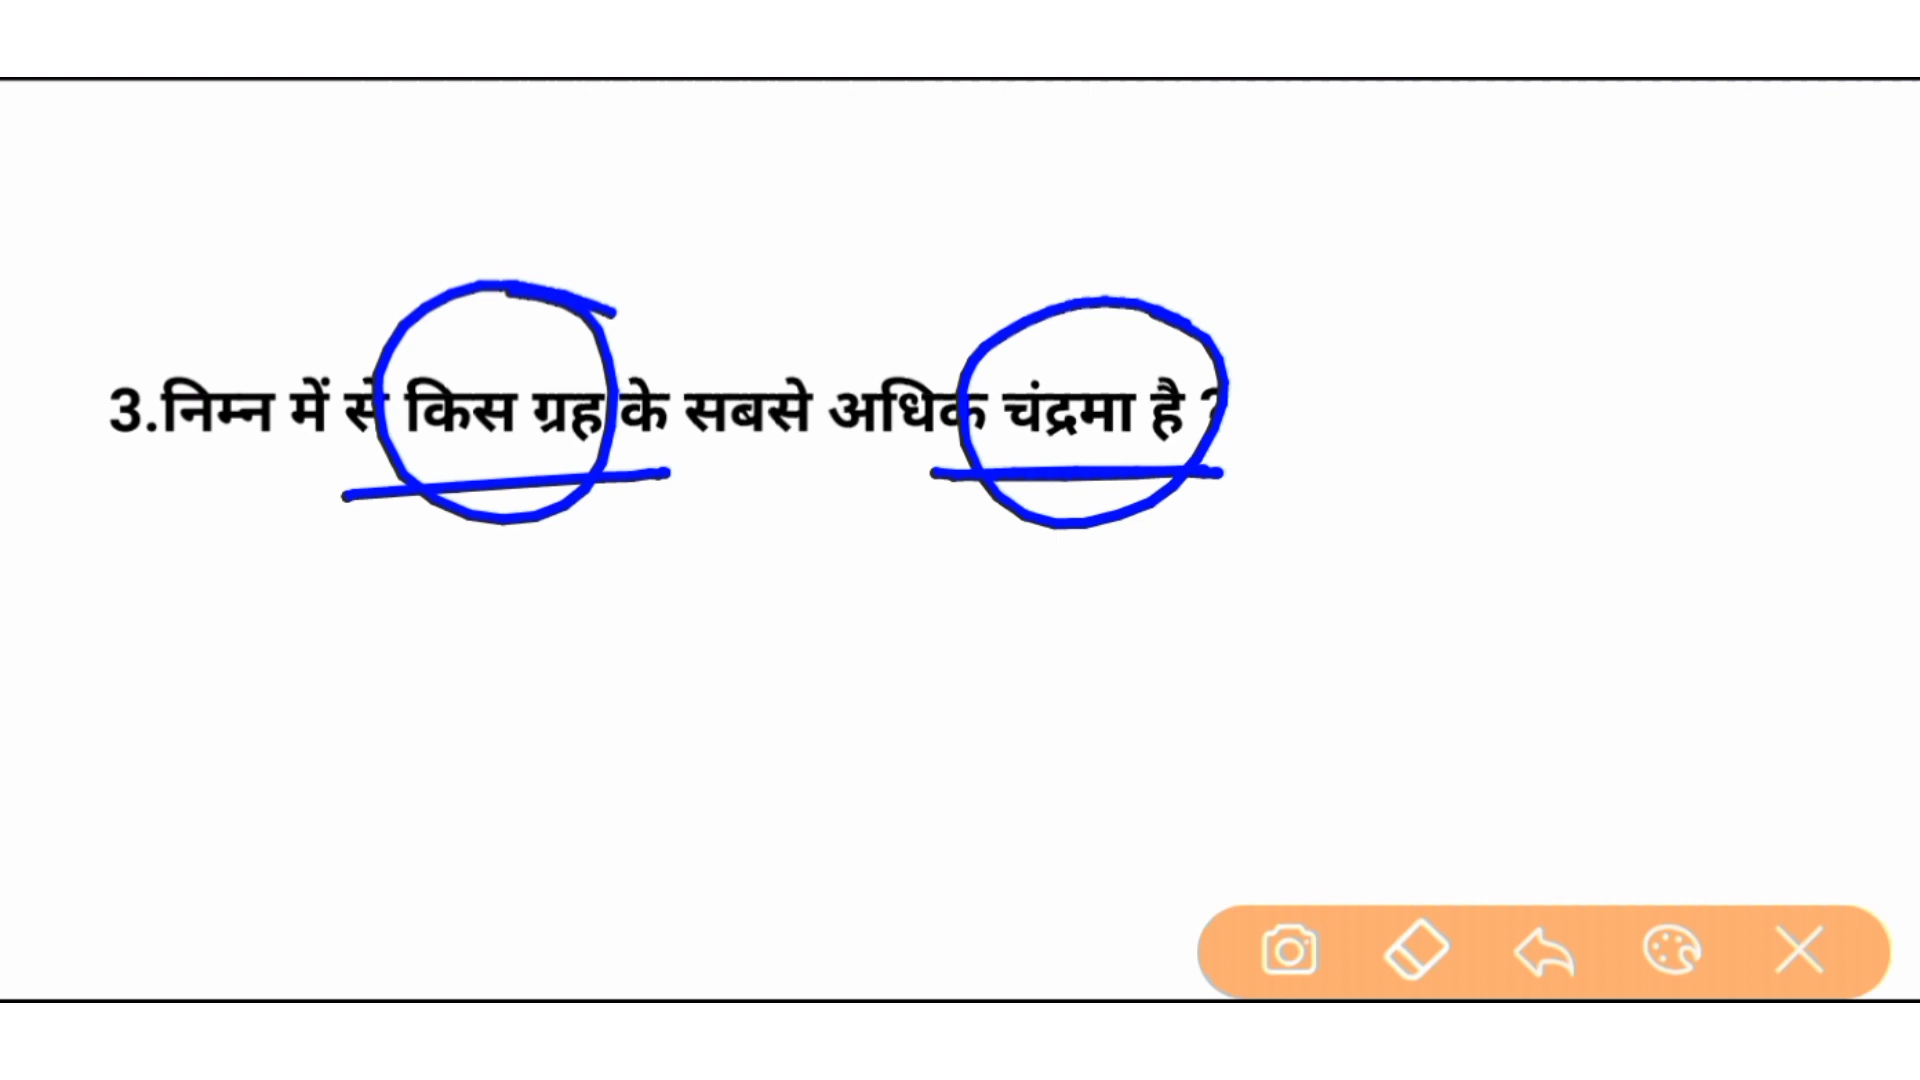 3.निम्न में से किस ग्रह के सबसे अधिक चंद्रमा है ?